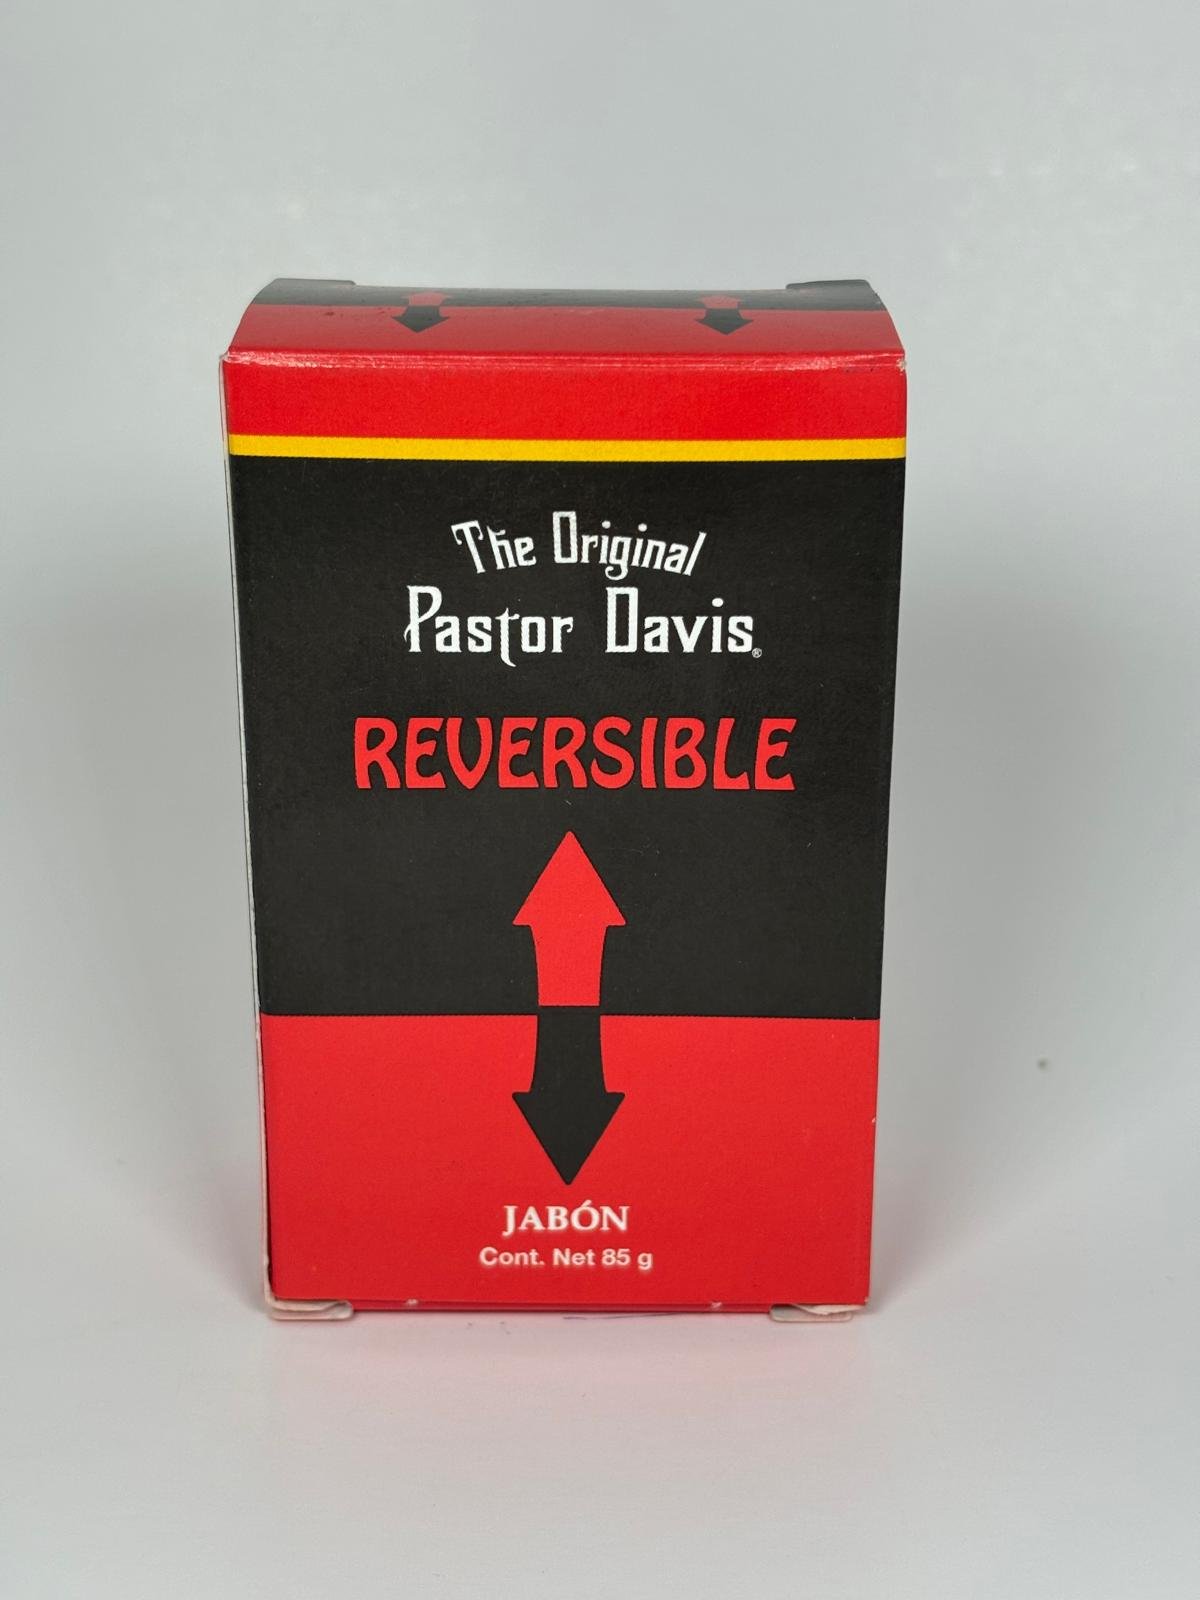 The Original
Pastor Davis®
REVERSIBLE
JABÓN
Cont. Net 85 g